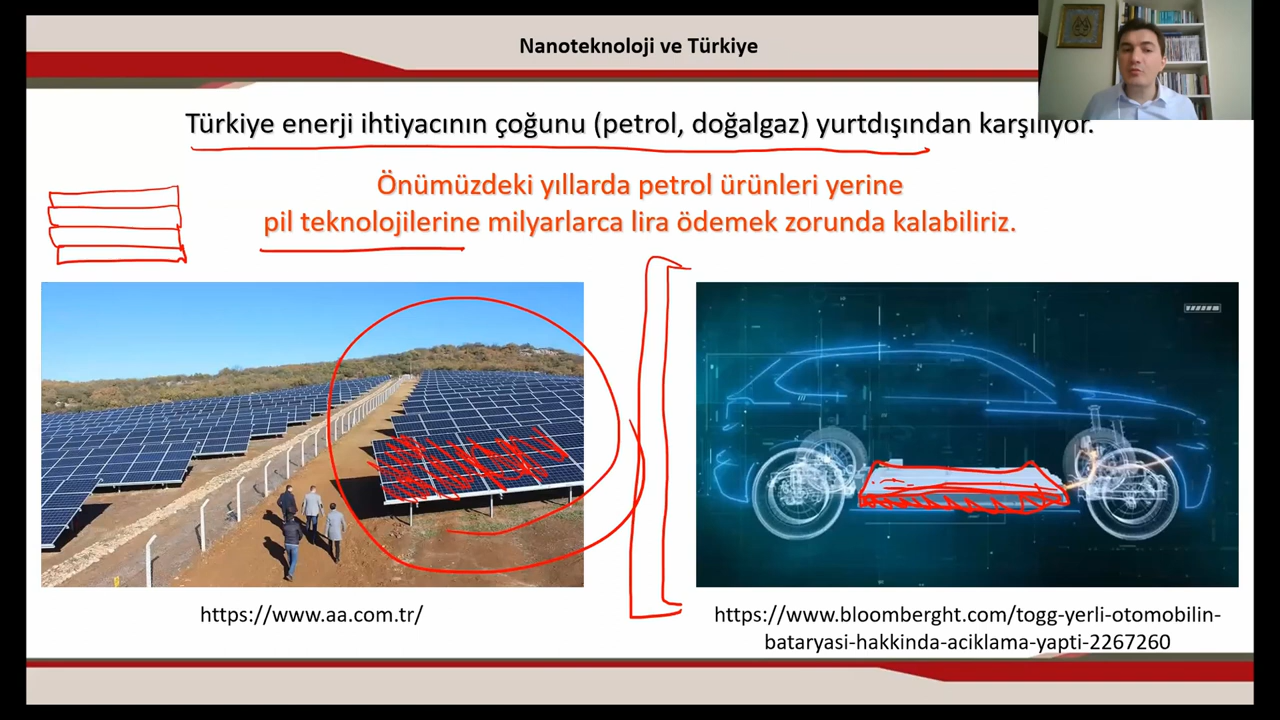 Nanoteknoloji ve Türkiye
Türkiye enerji ihtiyacının çoğunu (petrol, doğalgaz) yurtdışından karşılıyor.
Önümüzdeki yıllarda petrol ürünleri yerine
pil teknolojilerine milyarlarca lira ödemek zorunda kalabiliriz.
https://www.aa.com.tr/
https://www.bloomberght.com/togg-yerli-otomobilin-
bataryasi-hakkinda-aciklama-yapti-2267260